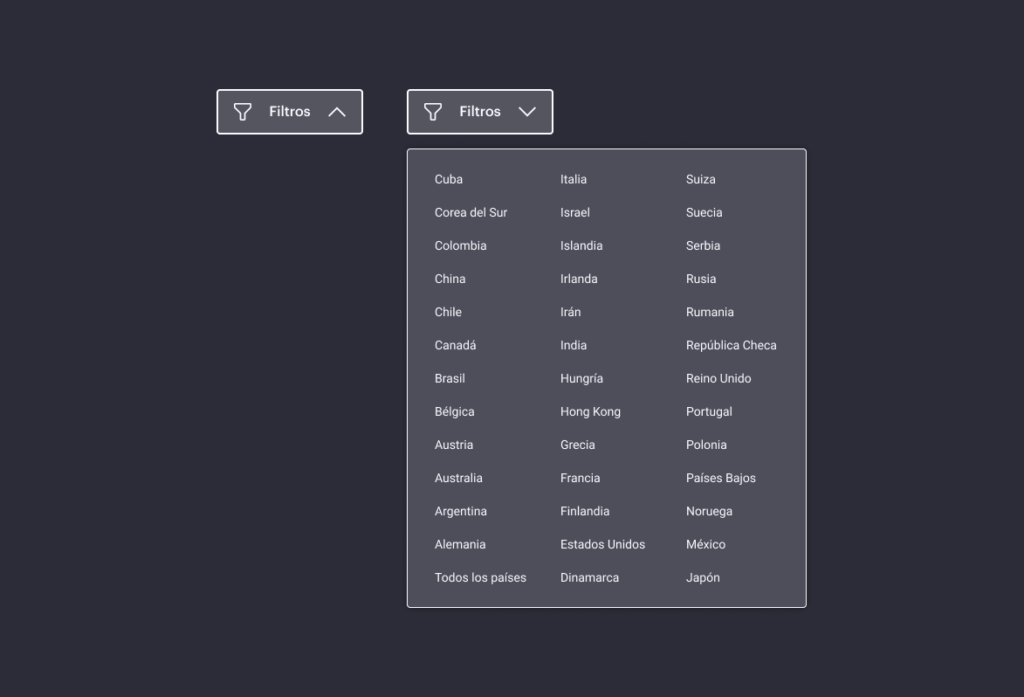 Filtros
Filtros
Cuba
Corea del Sur
Colombia
China
Chile
Canadá
Brasil
Bélgica
Austria
Australia
Argentina
Alemania
Todos los países
Italia
Israel
Islandia
Irlanda
Irán
India
Hungría
Hong Kong
Grecia
Francia
Finlandia
Estados Unidos
Dinamarca
Suiza
Suecia
Serbia
Rusia
Rumania
República Checa
Reino Unido
Portugal
Polonia
Países Bajos
Noruega
México
Japón